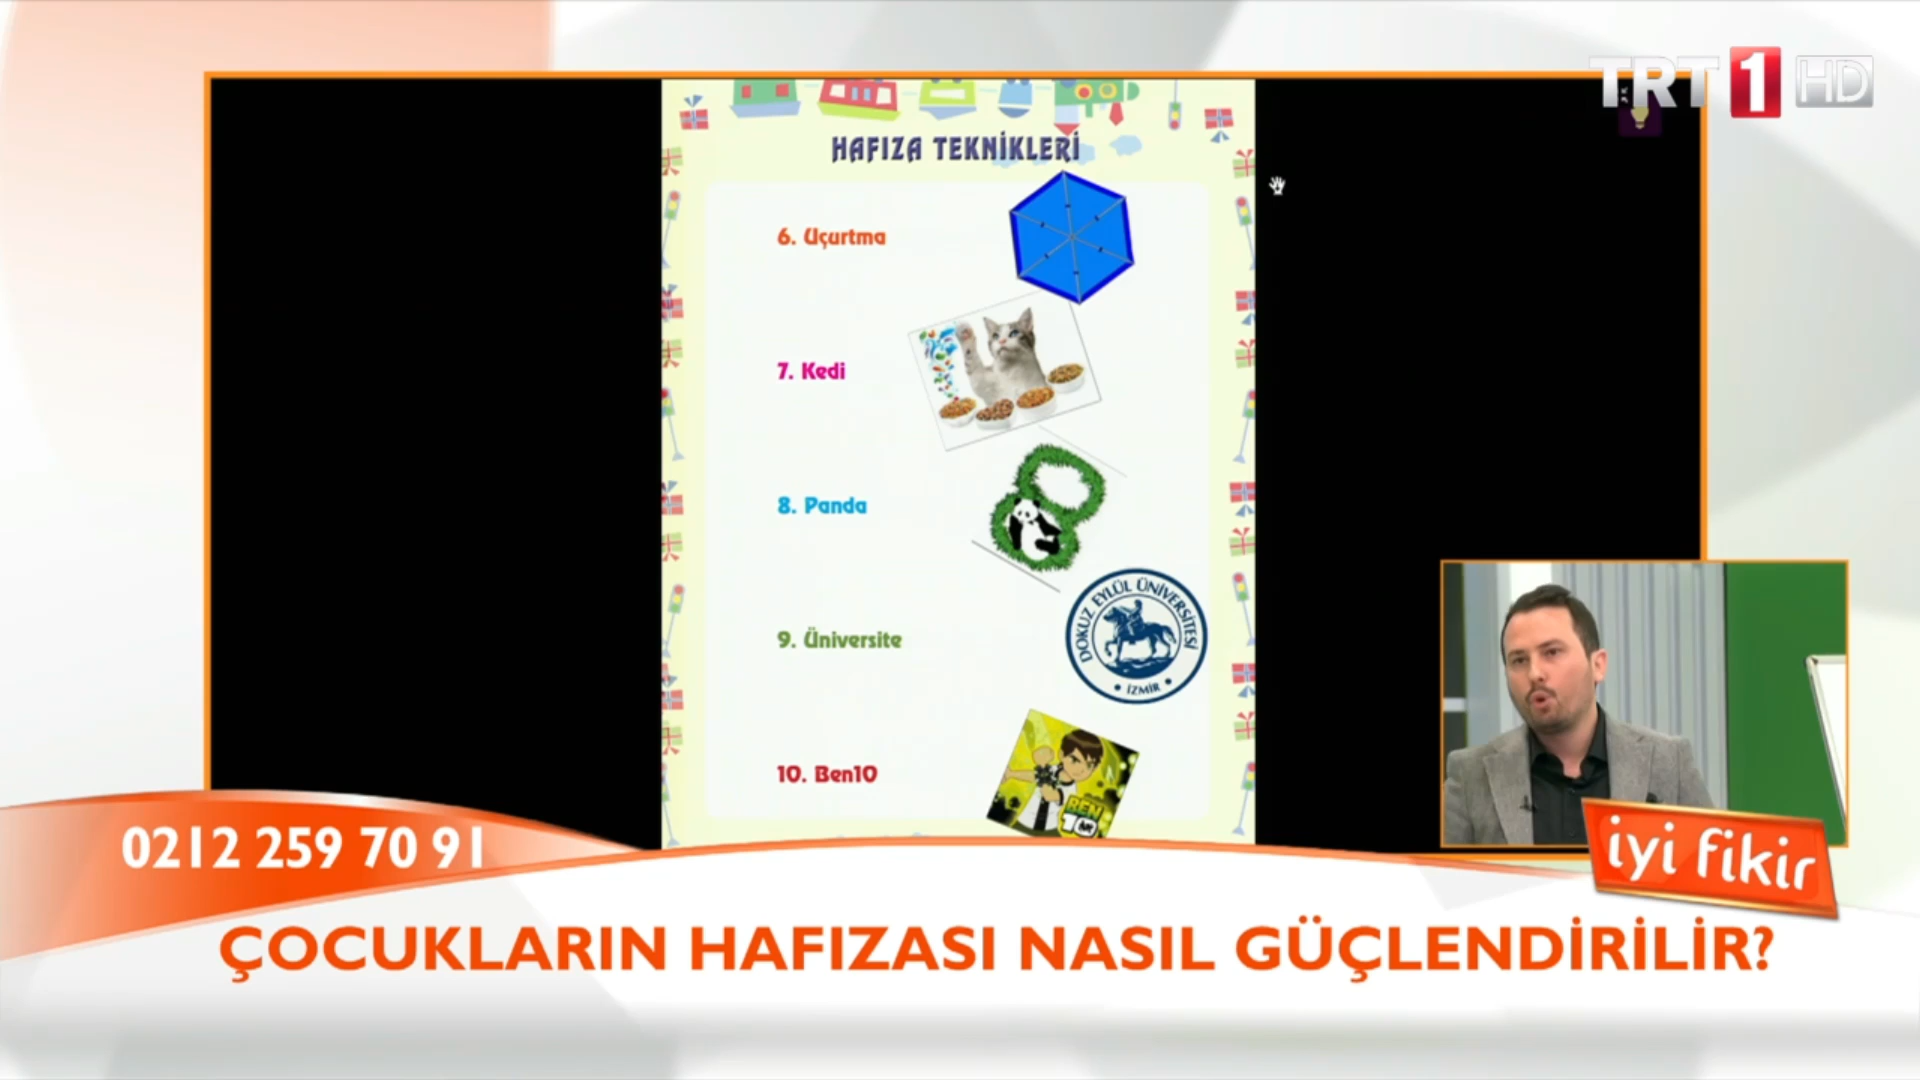 TRT 1 HD
HAFIZA TEKNİKLERİ
6. Uçurtma
7. Kedi
8. Panda
DOKUZ EYLÜL ÜNİVERSİTESİ
• İZMİR •
9. Üniversite
10. Ben10
BEN
10
0212 259 70 91
iyi fikir
ÇOCUKLARIN HAFIZASI NASIL GÜÇLENDİRİLİR?